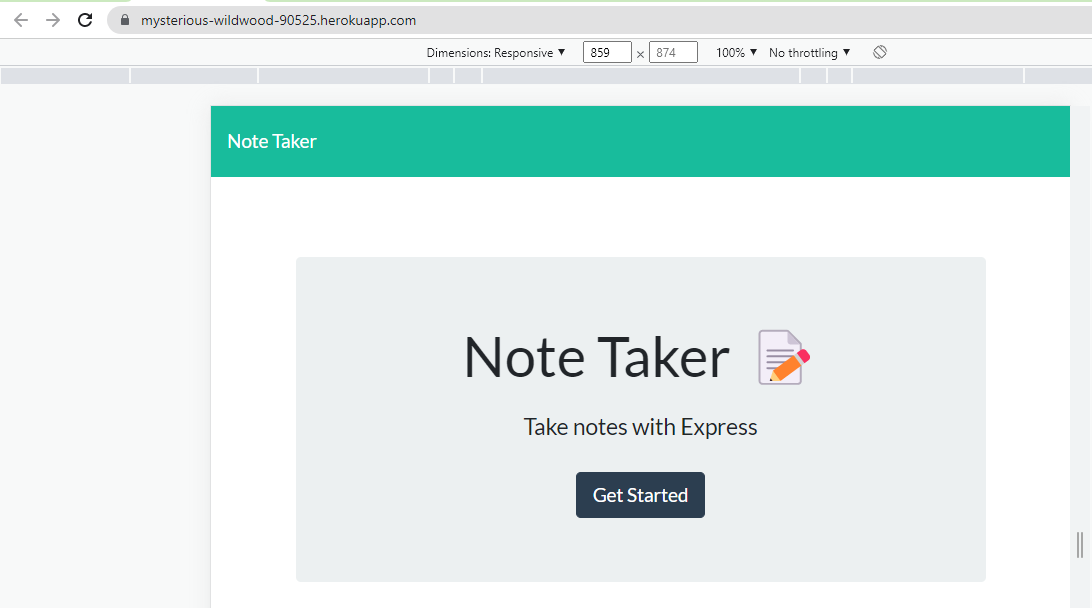 mysterious-wildwood-90525.herokuapp.com
Dimensions: Responsive ▼ 859 × 874 100% ▼ No throttling ▼
Note Taker
Note Taker
Take notes with Express
Get Started